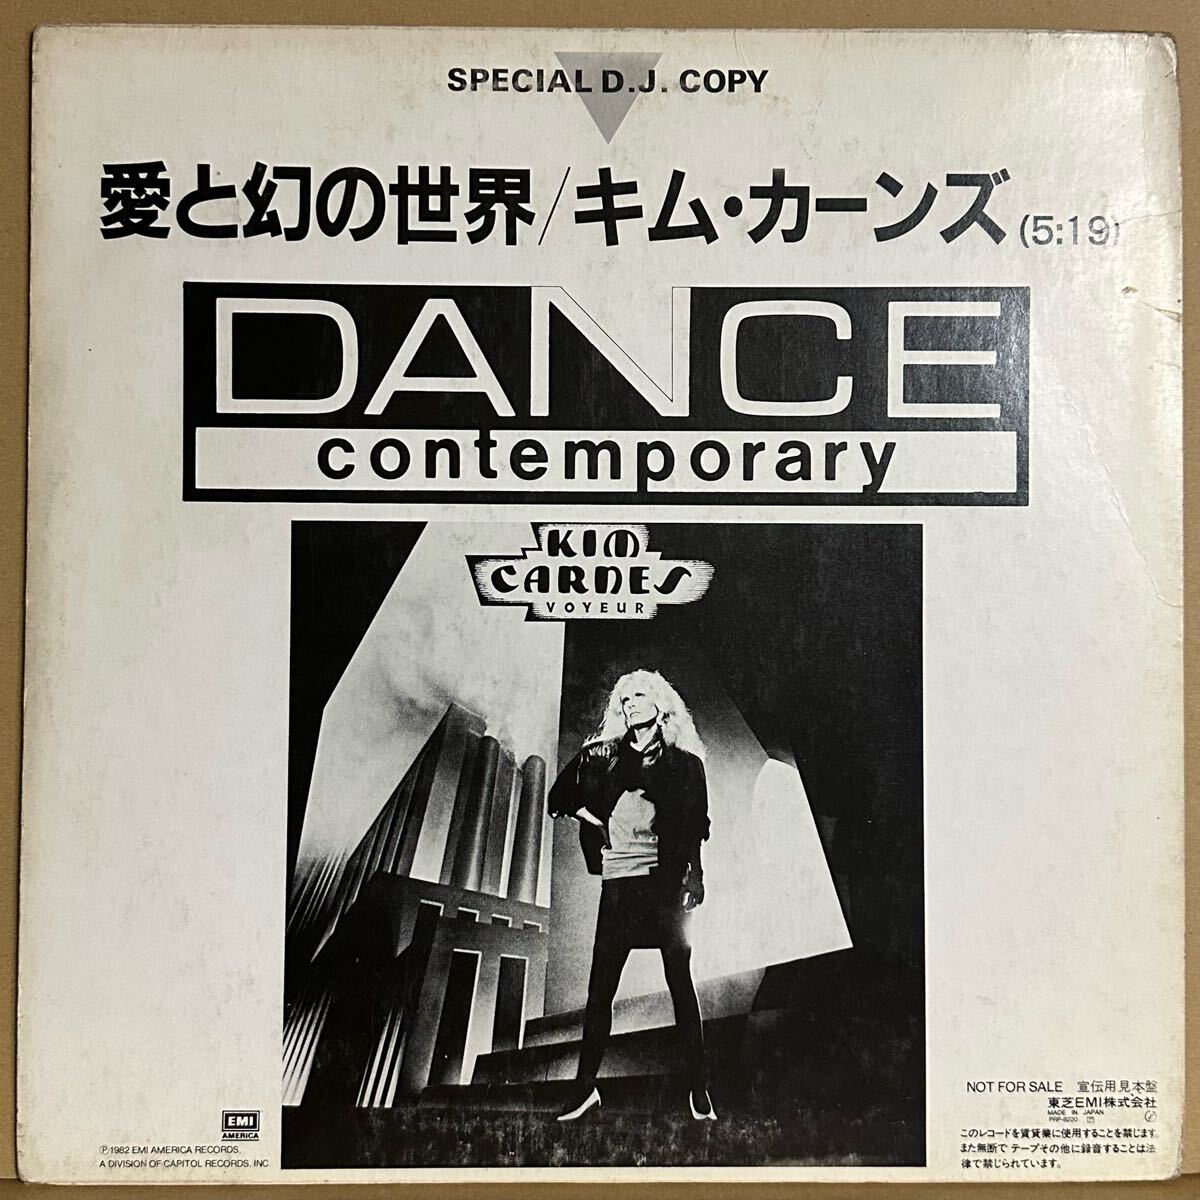 SPECIAL D.J. COPY
愛と幻の世界/キム・カーンズ(5:19)
DANCE
contemporary
KIM
CARNES
VOYEUR
NOT FOR SALE 宣伝用見本盤
東芝EMI株式会社
MADE IN JAPAN
PRP-8220
このレコードを賃貸業に使用することを禁じます。
また無断で テープその他に録音することは法
律で禁じられています。
EMI
AMERICA
Ⓟ1982 EMI AMERICA RECORDS,
A DIVISION OF CAPITOL RECORDS, INC